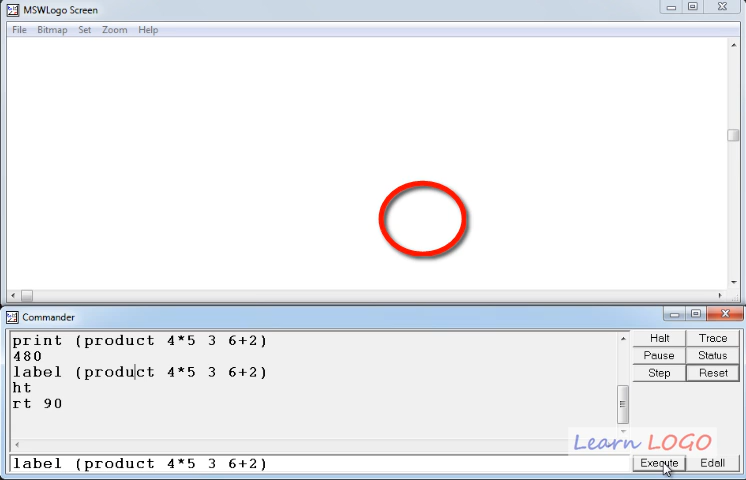 MSWLogo Screen
File Bitmap Set Zoom Help
Commander
print (product 4*5 3 6+2)
480
label (product 4*5 3 6+2)
ht
rt 90
Halt Trace
Pause Status
Step Reset
Learn LOGO
label (product 4*5 3 6+2)
Execute Edall